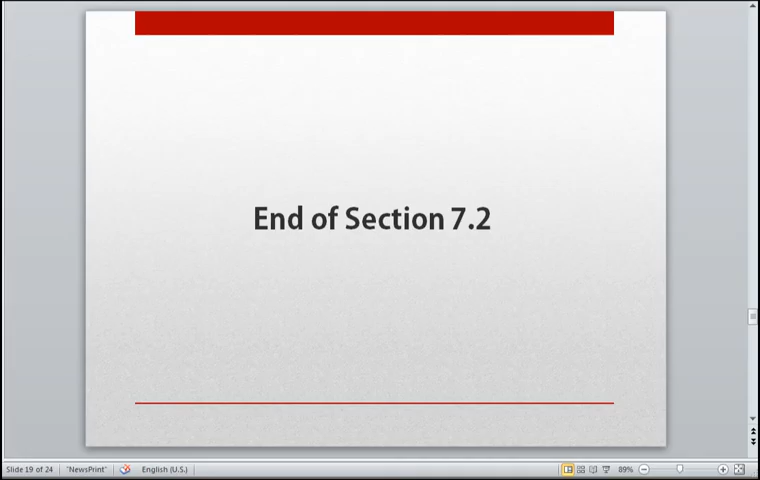 End of Section 7.2
Slide 19 of 24 "NewsPrint" English (U.S.) 89%